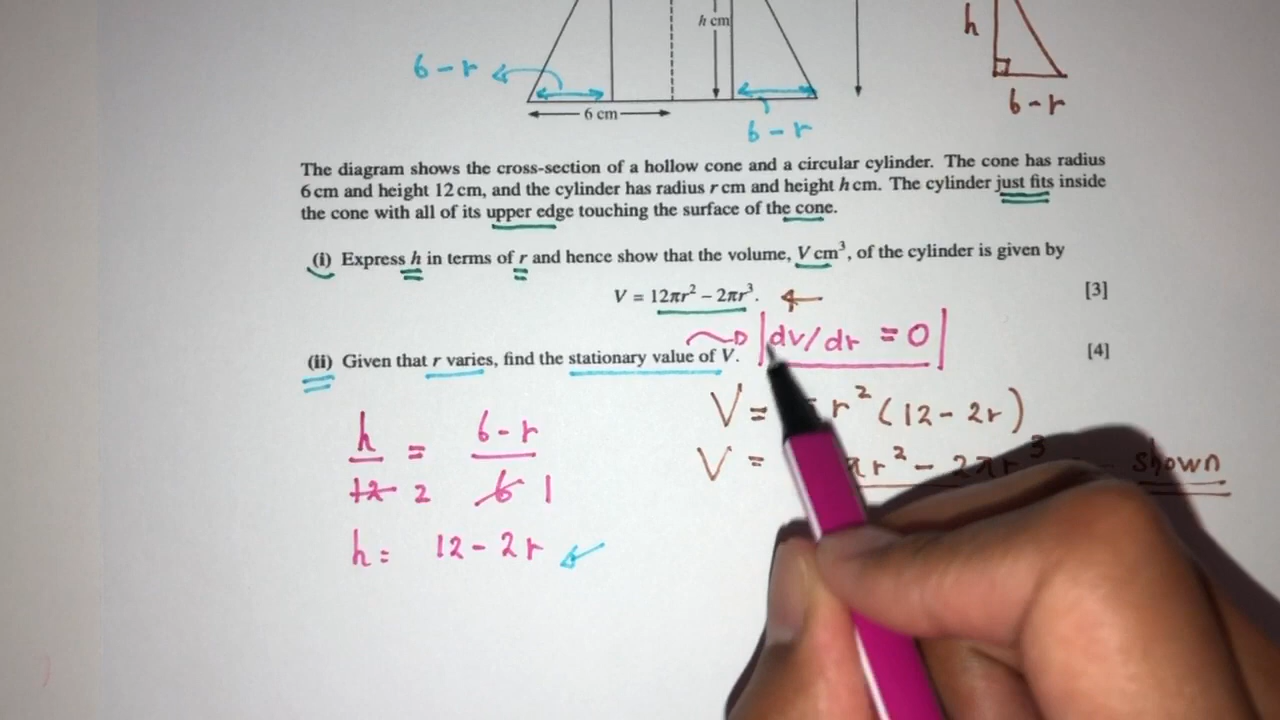 h cm
h
6 - r
6 cm
6 - r
6 - r
The diagram shows the cross-section of a hollow cone and a circular cylinder. The cone has radius
6 cm and height 12 cm, and the cylinder has radius r cm and height h cm. The cylinder just fits inside
the cone with all of its upper edge touching the surface of the cone.
(i) Express h in terms of r and hence show that the volume, V cm³, of the cylinder is given by
V = 12πr² − 2πr³. [3]
dv/dr = 0
(ii) Given that r varies, find the stationary value of V. [4]
V = r² (12 - 2r)
V = πr² - 2πr³ shown
h/12 2 = 6-r/6 1
h = 12 - 2r